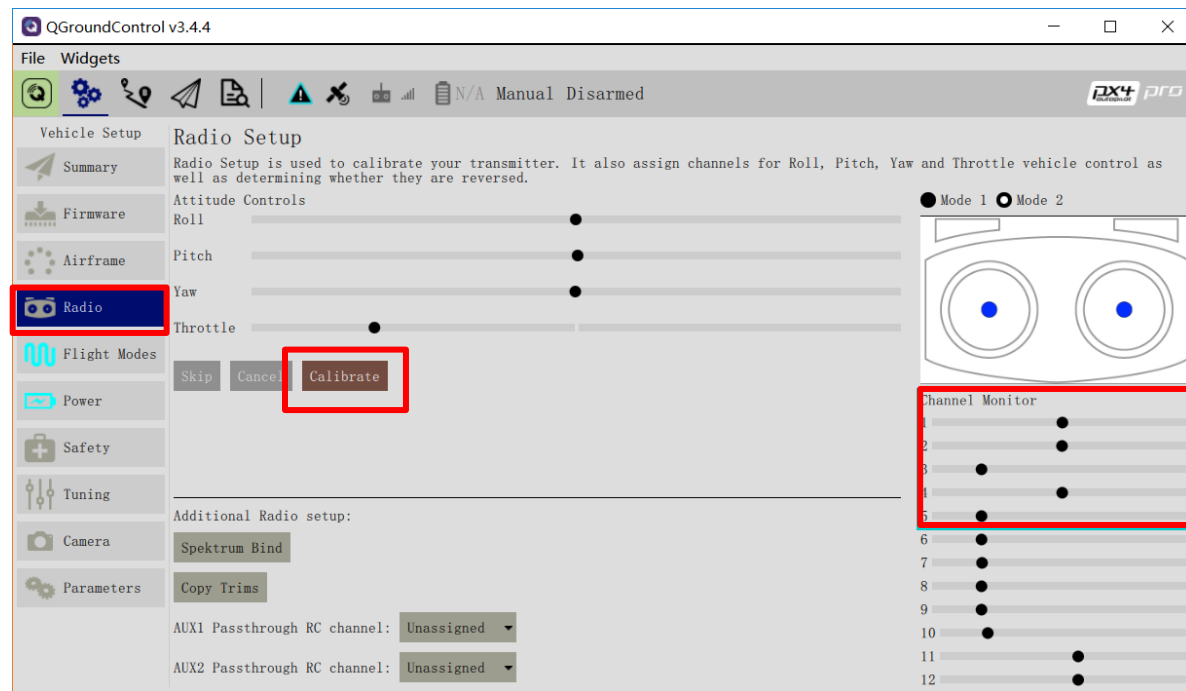 QGroundControl v3.4.4
File Widgets
N/A Manual Disarmed
px4 pro
autopilot
Vehicle Setup
Summary
Firmware
Airframe
Radio
Flight Modes
Power
Safety
Tuning
Camera
Parameters
Radio Setup
Radio Setup is used to calibrate your transmitter. It also assign channels for Roll, Pitch, Yaw and Throttle vehicle control as
well as determining whether they are reversed.
Attitude Controls
Roll
Pitch
Yaw
Throttle
Skip Cancel Calibrate
Additional Radio setup:
Spektrum Bind
Copy Trims
AUX1 Passthrough RC channel: Unassigned
AUX2 Passthrough RC channel: Unassigned
Mode 1 Mode 2
Channel Monitor
1
2
3
4
5
6
7
8
9
10
11
12